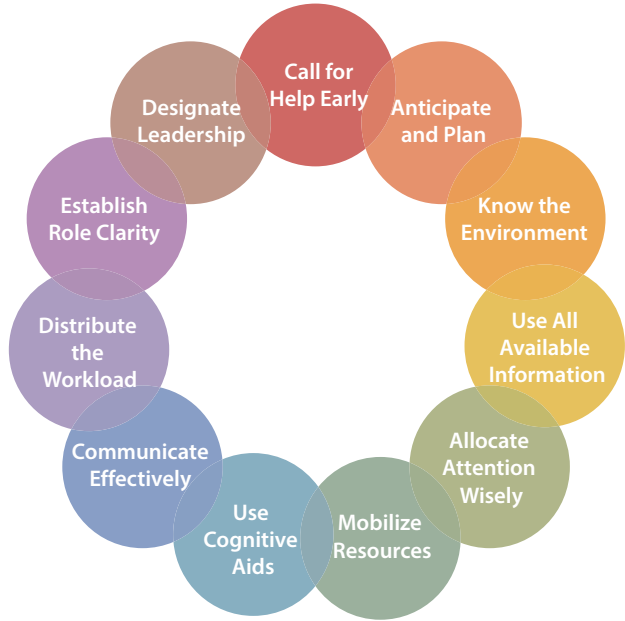 Call for
Help Early
Anticipate
and Plan
Know the
Environment
Use All
Available
Information
Allocate
Attention
Wisely
Mobilize
Resources
Use
Cognitive
Aids
Communicate
Effectively
Distribute
the
Workload
Establish
Role Clarity
Designate
Leadership